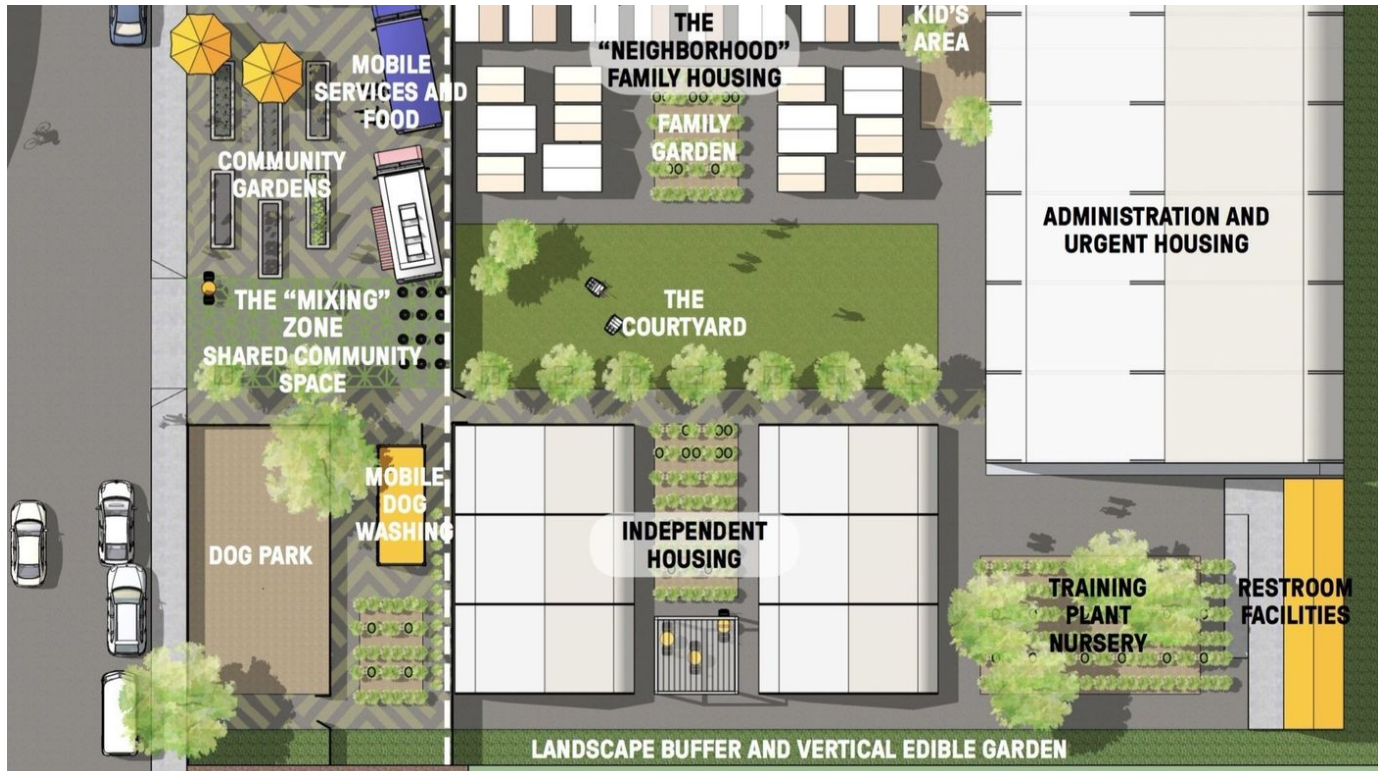 THE
"NEIGHBORHOOD"
FAMILY HOUSING
KID'S
AREA
MOBILE
SERVICES AND
FOOD
COMMUNITY
GARDENS
FAMILY
GARDEN
ADMINISTRATION AND
URGENT HOUSING
THE "MIXING"
ZONE
SHARED COMMUNITY
SPACE
THE
COURTYARD
MOBILE
DOG
WASHING
DOG PARK
INDEPENDENT
HOUSING
TRAINING
PLANT
NURSERY
RESTROOM
FACILITIES
LANDSCAPE BUFFER AND VERTICAL EDIBLE GARDEN